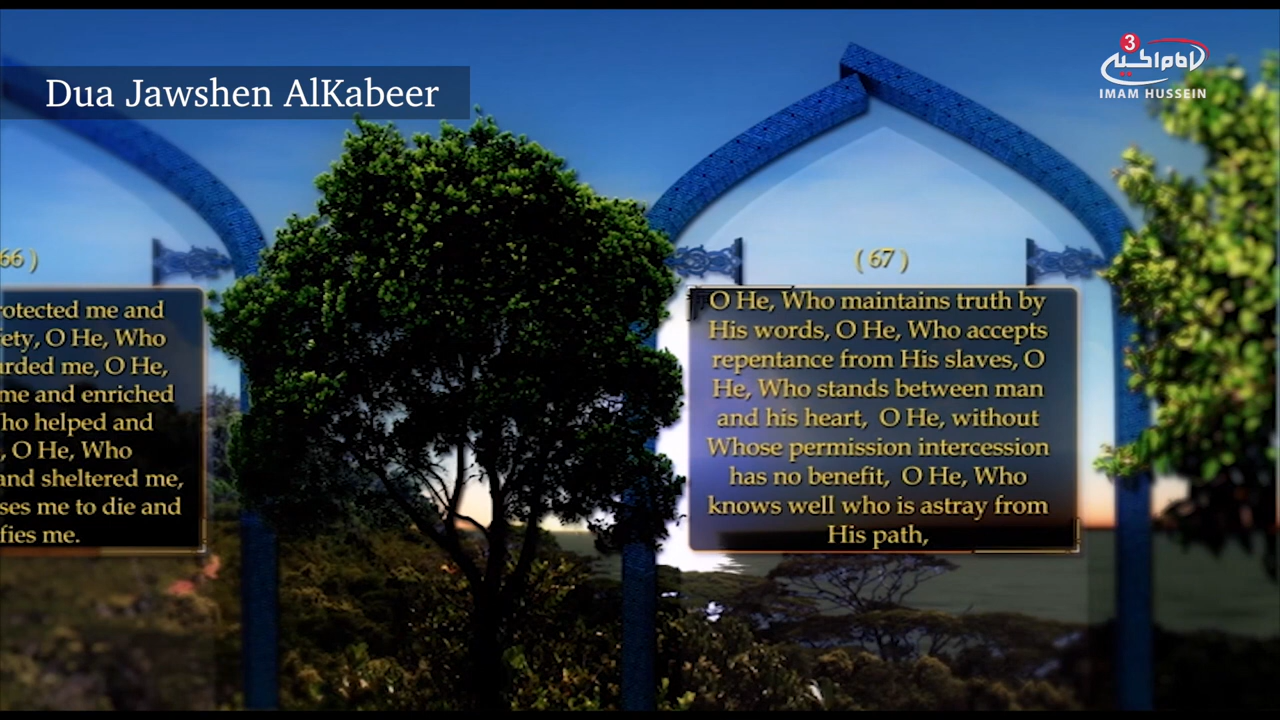 Dua Jawshen AlKabeer
3
امام حسین
IMAM HUSSEIN
66 )
rotected me and
fety, O He, Who
arded me, O He,
me and enriched
ho helped and
, O He, Who
and sheltered me,
ses me to die and
fies me.
( 67 )
O He, Who maintains truth by
His words, O He, Who accepts
repentance from His slaves, O
He, Who stands between man
and his heart, O He, without
Whose permission intercession
has no benefit, O He, Who
knows well who is astray from
His path,